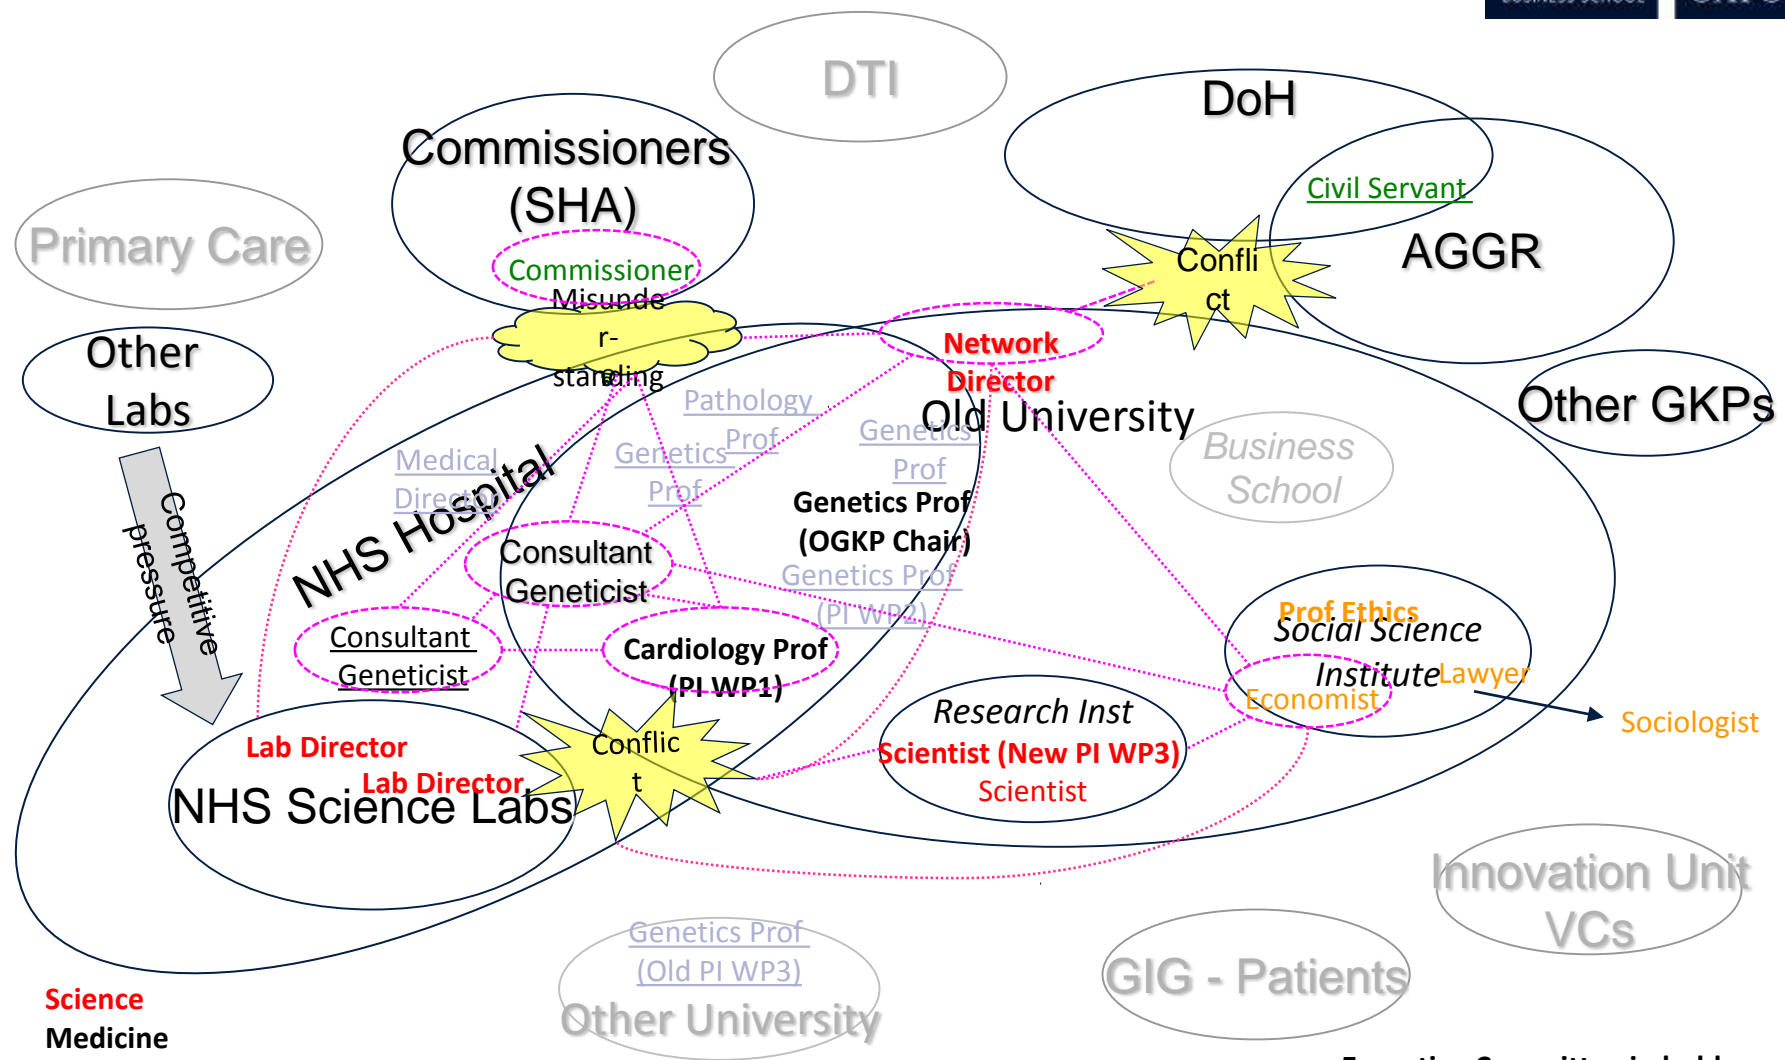 DTI
DoH
Commissioners
(SHA)
Civil Servant
Primary Care
AGGR
Commissioner
Confli
ct
Misunder
r-
standing
Network
Director
Other
Labs
Old University
Other GKPs
Pathology
Prof
Genetics
Prof
Genetics
Prof
Business
School
Medical
Director
NHS Hospital
Genetics Prof
(OGKP Chair)
Competitive
pressure
Consultant
Geneticist
Genetics Prof
(PI WP2)
Consultant
Geneticist
Cardiology Prof
(PI WP1)
Prof Ethics
Social Science
Institute
Lawyer
Economist
Sociologist
Research Inst
Scientist (New PI WP3)
Scientist
Lab Director
Lab Director
NHS Science Labs
Conflic
t
Innovation Unit
VCs
Genetics Prof
(Old PI WP3)
Other University
GIG - Patients
Science
Medicine